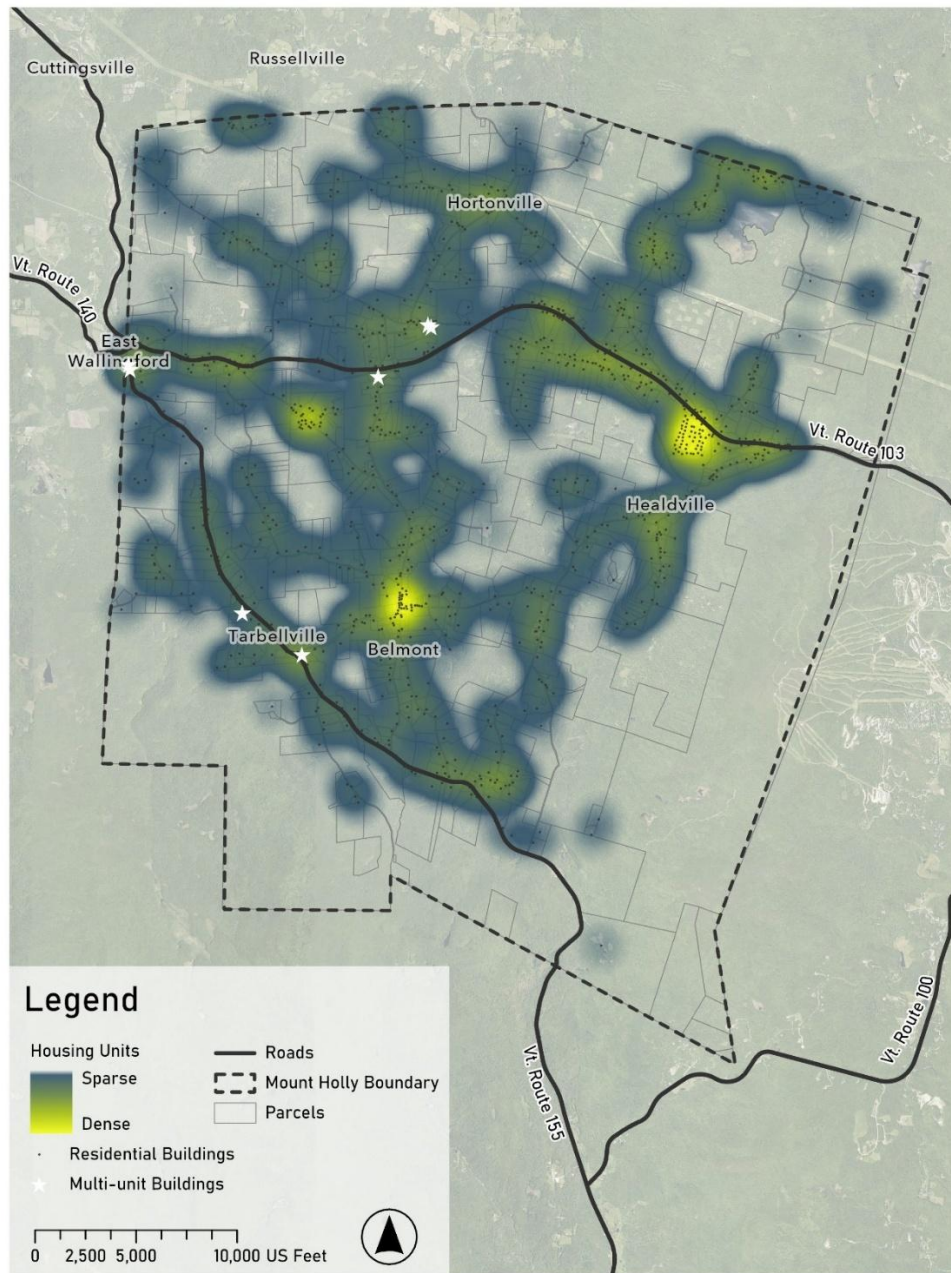 Russellville
Cuttingsville
Hortonville
Vt. Route 140
East
Wallingford
Vt. Route 103
Healdville
Tarbellville
Belmont
Vt. Route 100
Vt. Route 155
Legend
Housing Units
Sparse
Dense
Residential Buildings
Multi-unit Buildings
Roads
Mount Holly Boundary
Parcels
0 2,500 5,000 10,000 US Feet